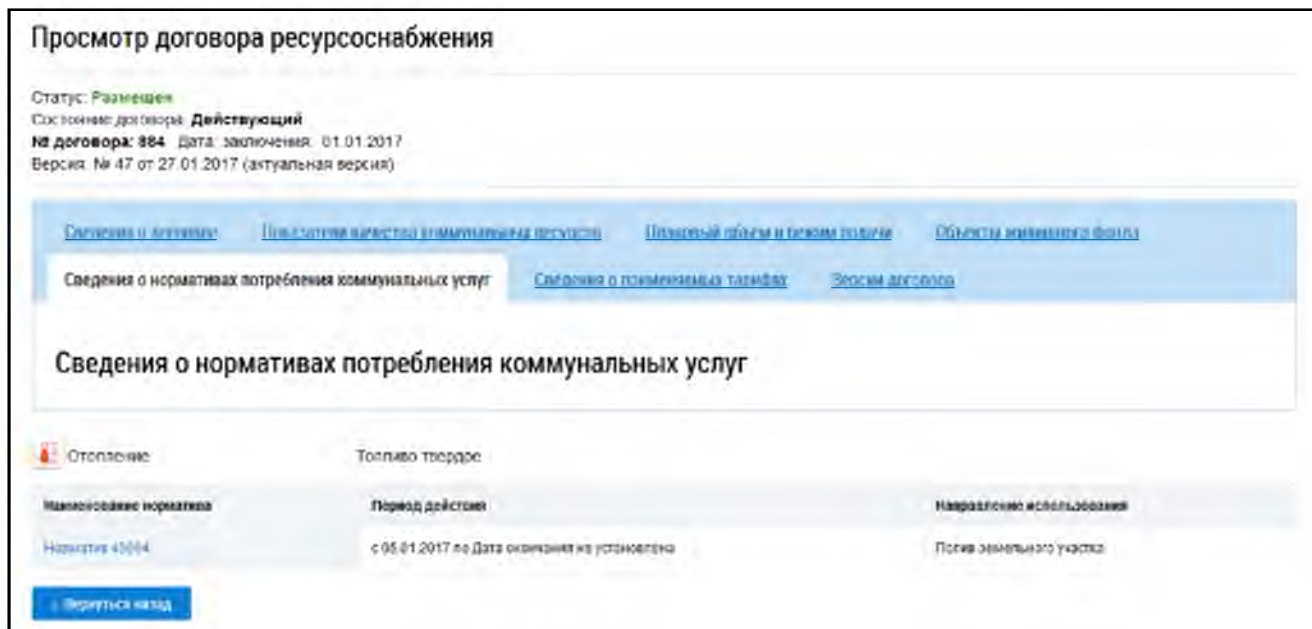 Просмотр договора ресурсоснабжения
Статус: Размещен
Состояние договора: Действующий
№ договора: 884 Дата заключения: 01.01.2017
Версия: № 47 от 27.01.2017 (актуальная версия)
Сведения о договоре Показатели качества коммунальных ресурсов Плановый объем и режим подачи Объекты жилищного фонда
Сведения о нормативах потребления коммунальных услуг Сведения о применяемых тарифах Версии договора
Сведения о нормативах потребления коммунальных услуг
Отопление Топливо твердое
Наименование норматива Период действия Направление использования
Норматив с 05.01.2017 по Дата окончания не установлена Полив земельного участка
Вернуться назад